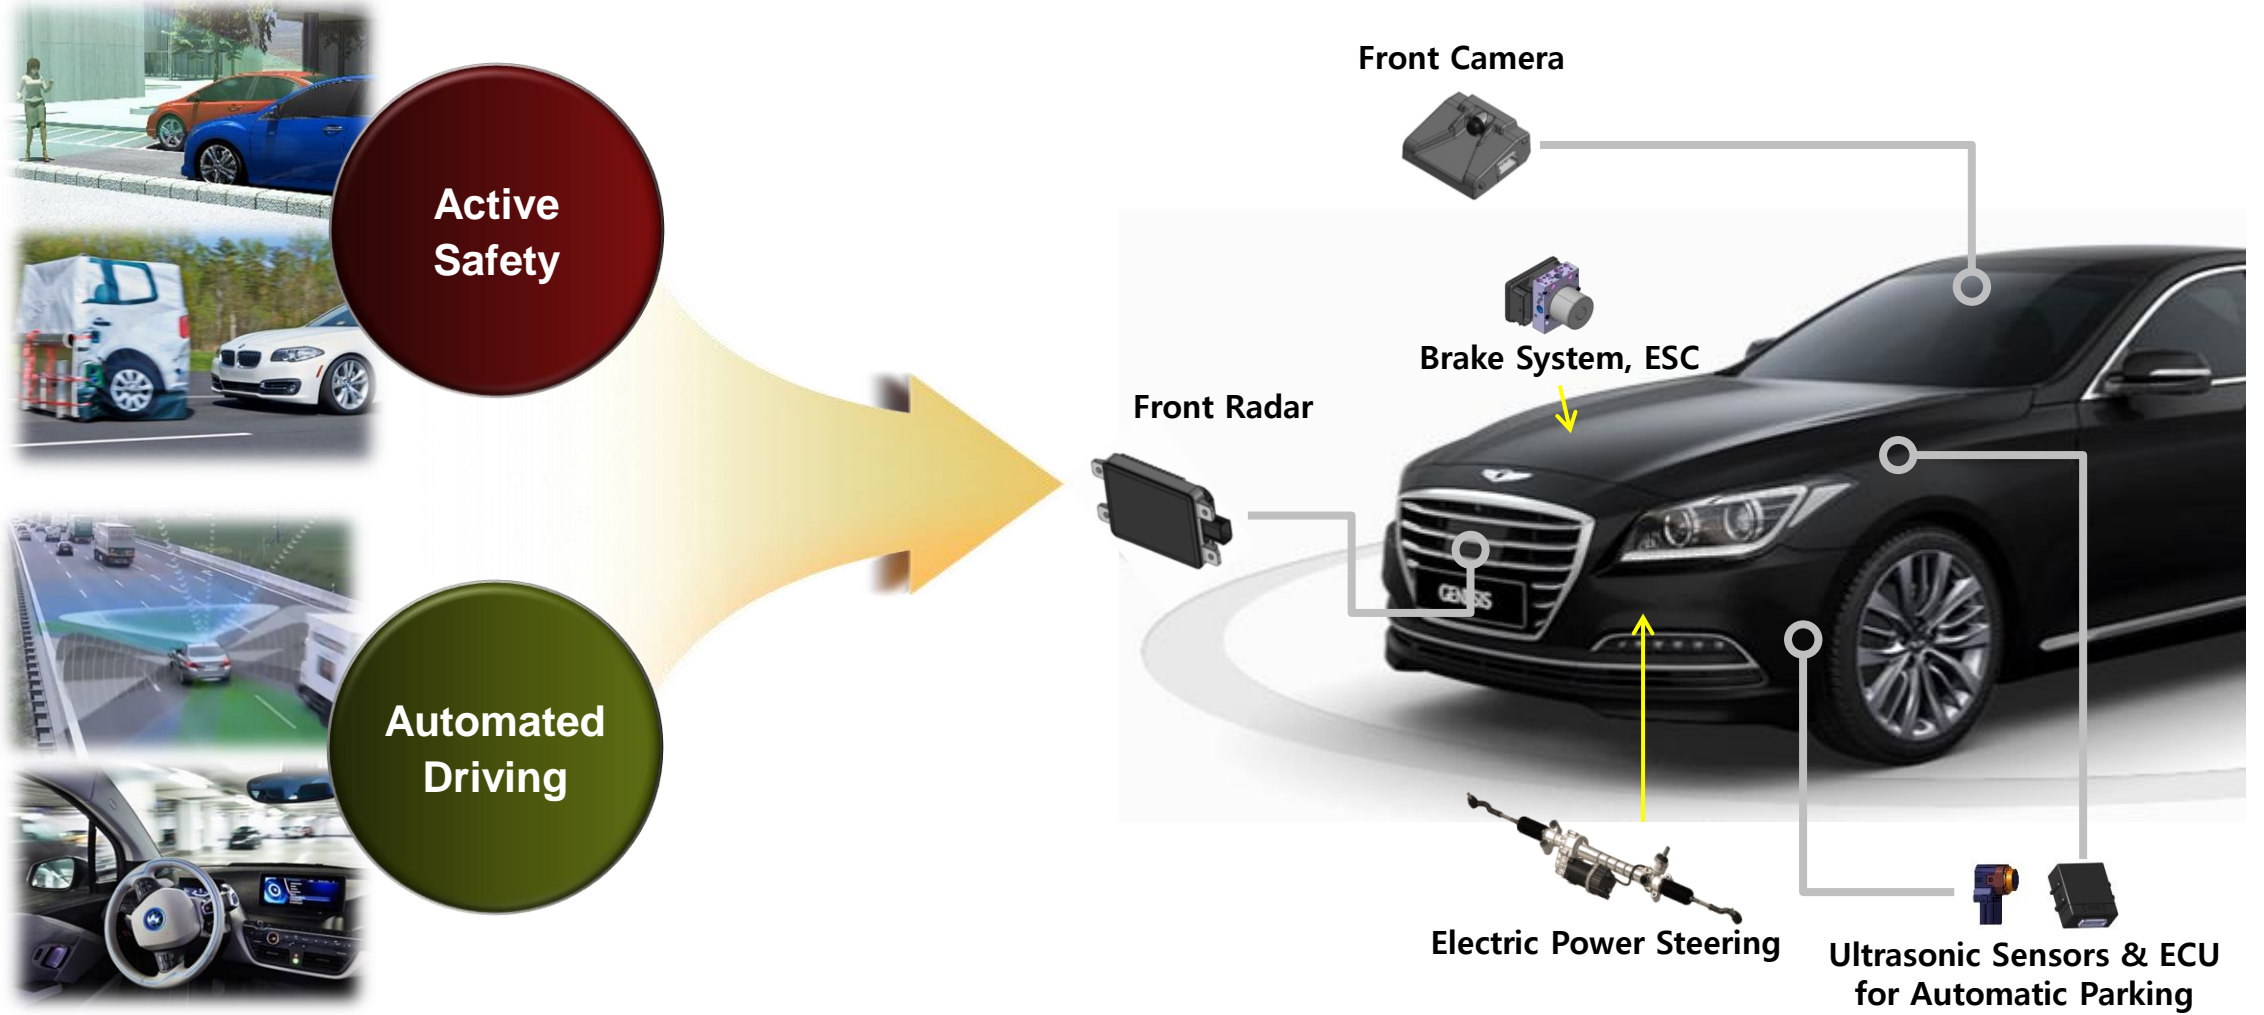 Active
Safety
Automated
Driving
Front Camera
Brake System, ESC
Front Radar
GENESIS
Electric Power Steering
Ultrasonic Sensors & ECU
for Automatic Parking